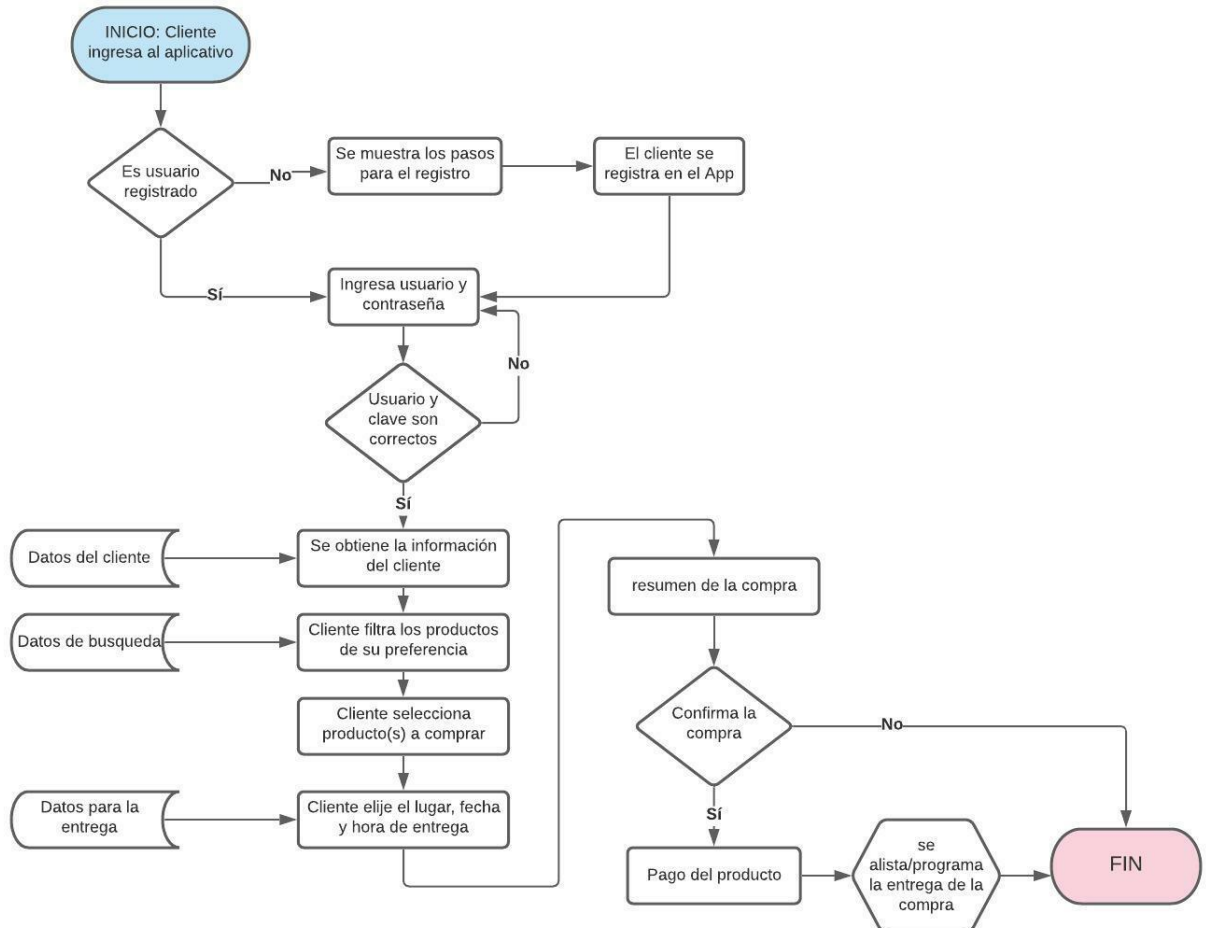 INICIO: Cliente
ingresa al aplicativo
Es usuario
registrado
No
Se muestra los pasos
para el registro
El cliente se
registra en el App
Sí
Ingresa usuario y
contraseña
No
Usuario y
clave son
correctos
Sí
Datos del cliente
Se obtiene la información
del cliente
Datos de busqueda
Cliente filtra los productos
de su preferencia
Cliente selecciona
producto(s) a comprar
Datos para la
entrega
Cliente elije el lugar, fecha
y hora de entrega
resumen de la compra
Confirma la
compra
No
Sí
Pago del producto
se
alista/programa
la entrega de la
compra
FIN